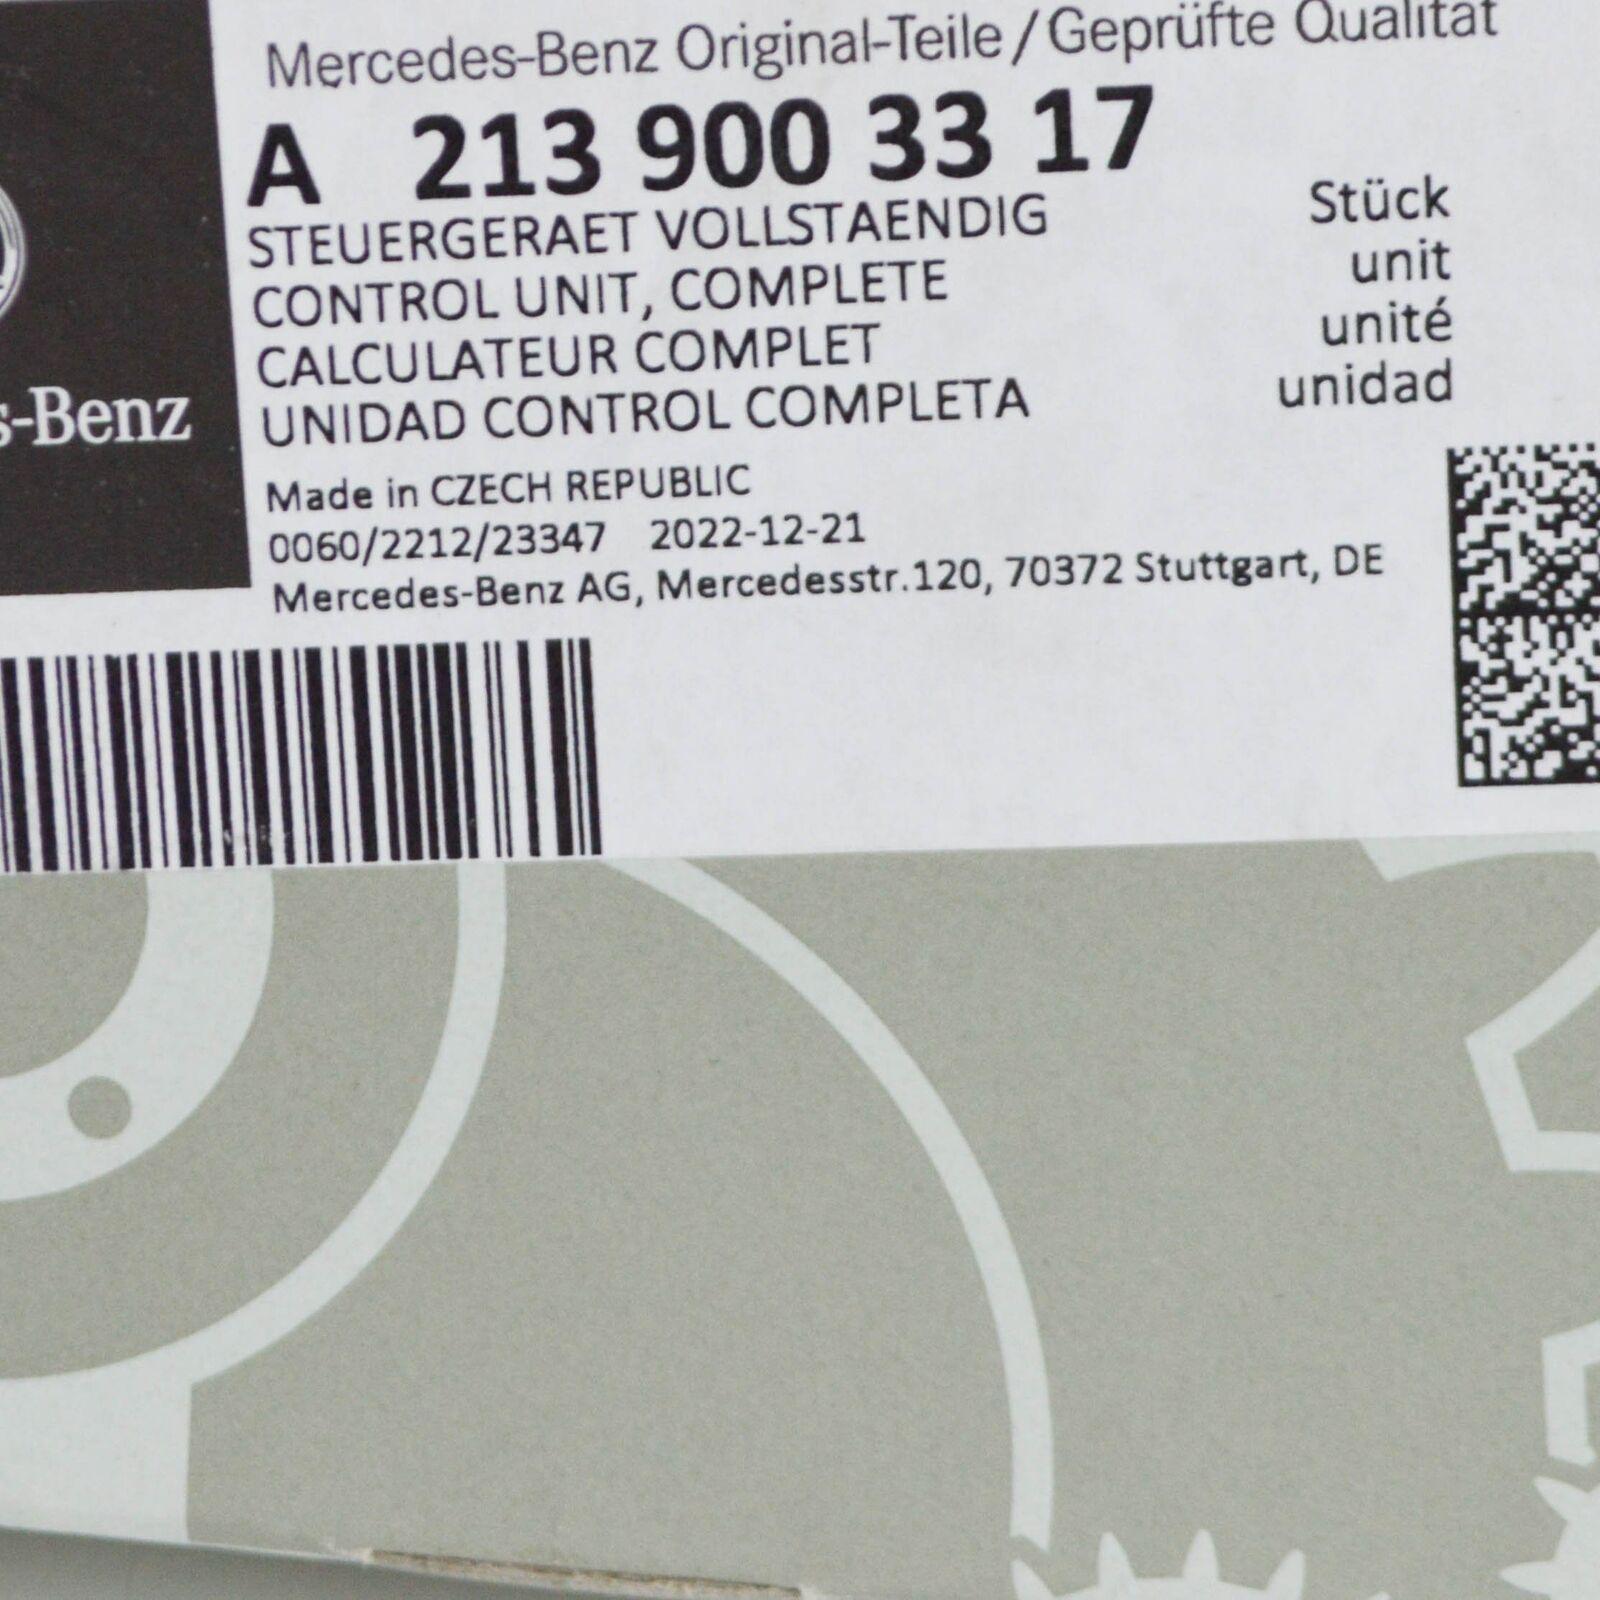 Mercedes-Benz Original-Teile/Geprüfte Qualität
A 213 900 33 17
STEUERGERAET VOLLSTAENDIG Stück
CONTROL UNIT, COMPLETE unit
CALCULATEUR COMPLET unité
UNIDAD CONTROL COMPLETA unidad
s-Benz
Made in CZECH REPUBLIC
0060/2212/23347 2022-12-21
Mercedes-Benz AG, Mercedesstr.120, 70372 Stuttgart, DE